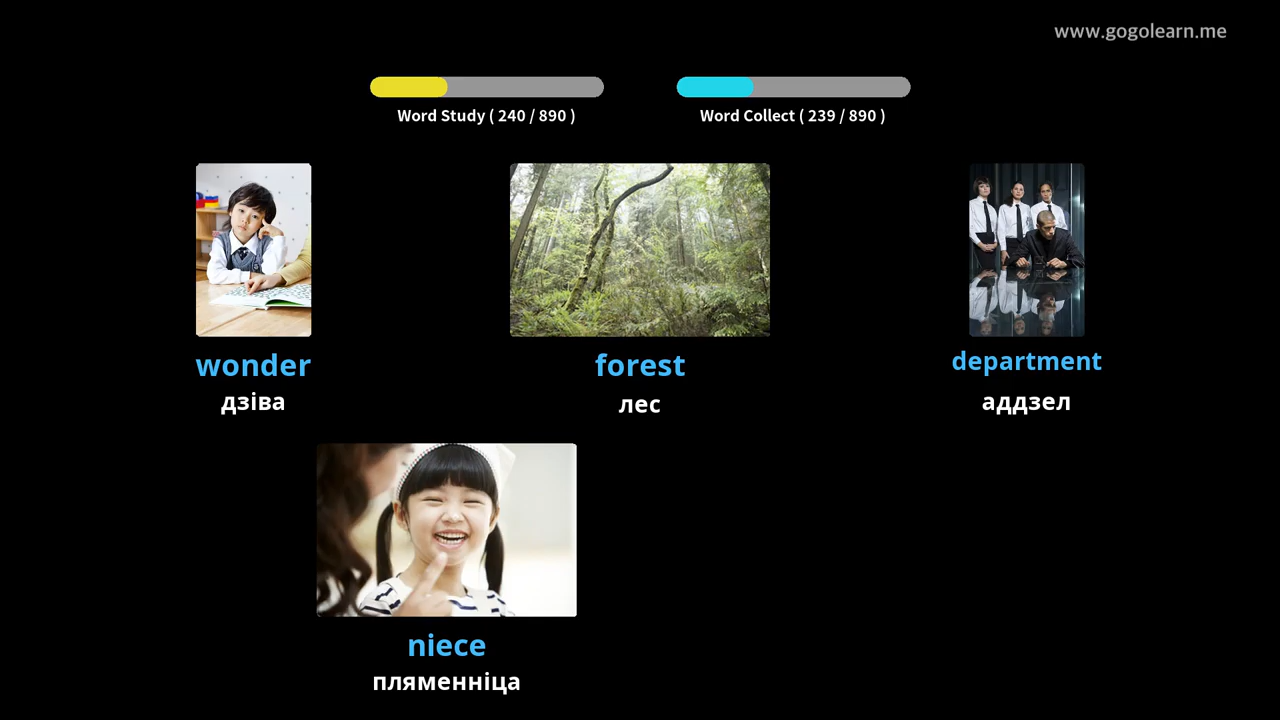 www.gogolearn.me
Word Study ( 240 / 890 )
Word Collect ( 239 / 890 )
wonder
дзіва
forest
лес
department
аддзел
niece
пляменніца